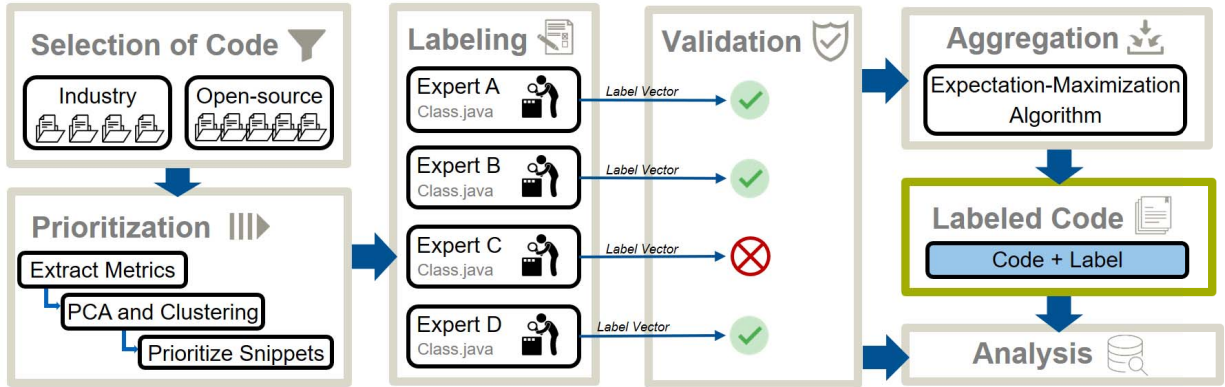 Selection of Code
Industry
Open-source
Prioritization
Extract Metrics
PCA and Clustering
Prioritize Snippets
Labeling
Expert A
Class.java
Expert B
Class.java
Expert C
Class.java
Expert D
Class.java
Label Vector
Label Vector
Label Vector
Label Vector
Validation
Aggregation
Expectation-Maximization
Algorithm
Labeled Code
Code + Label
Analysis